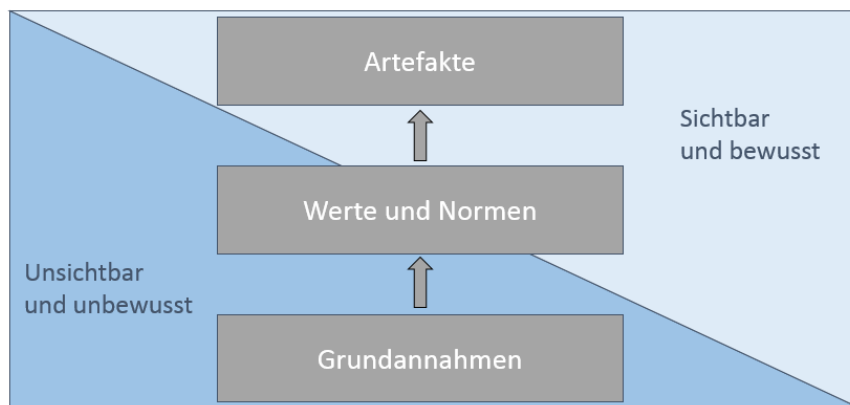 Artefakte
Sichtbar
und bewusst
Werte und Normen
Unsichtbar
und unbewusst
Grundannahmen